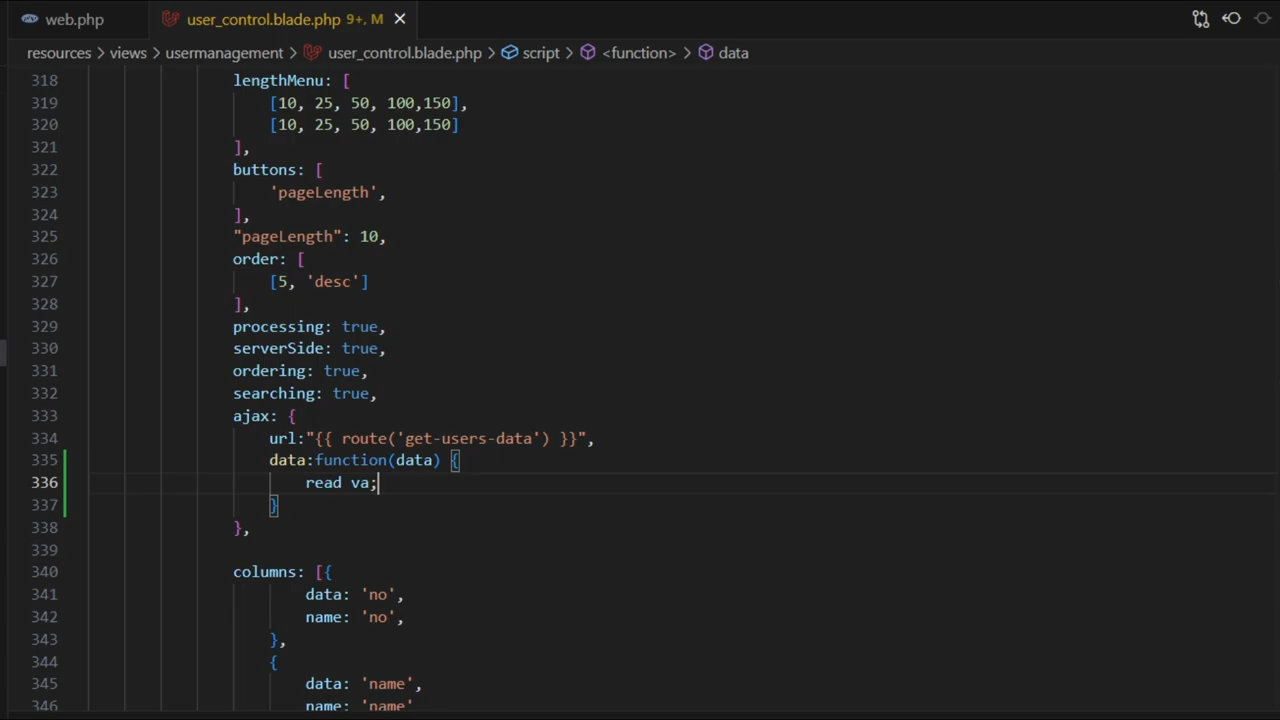 web.php user_control.blade.php 9+, M
resources > views > usermanagement > user_control.blade.php > script > <function> > data
318 lengthMenu: [
319 [10, 25, 50, 100,150],
320 [10, 25, 50, 100,150]
321 ],
322 buttons: [
323 'pageLength',
324 ],
325 "pageLength": 10,
326 order: [
327 [5, 'desc']
328 ],
329 processing: true,
330 serverSide: true,
331 ordering: true,
332 searching: true,
333 ajax: {
334 url:"{{ route('get-users-data') }}",
335 data:function(data) {
336 read va;
337 }
338 },
339
340 columns: [{
341 data: 'no',
342 name: 'no',
343 },
344 {
345 data: 'name',
346 name: 'name'